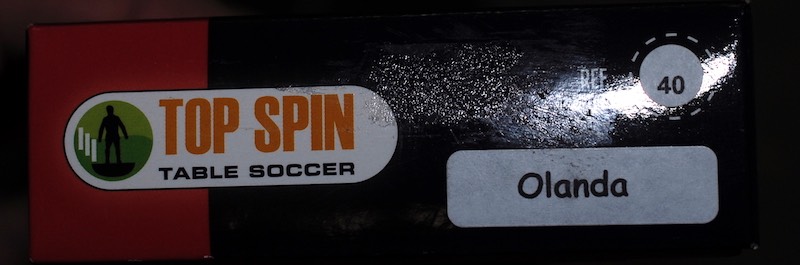 TOP SPIN
TABLE SOCCER
REF
40
Olanda